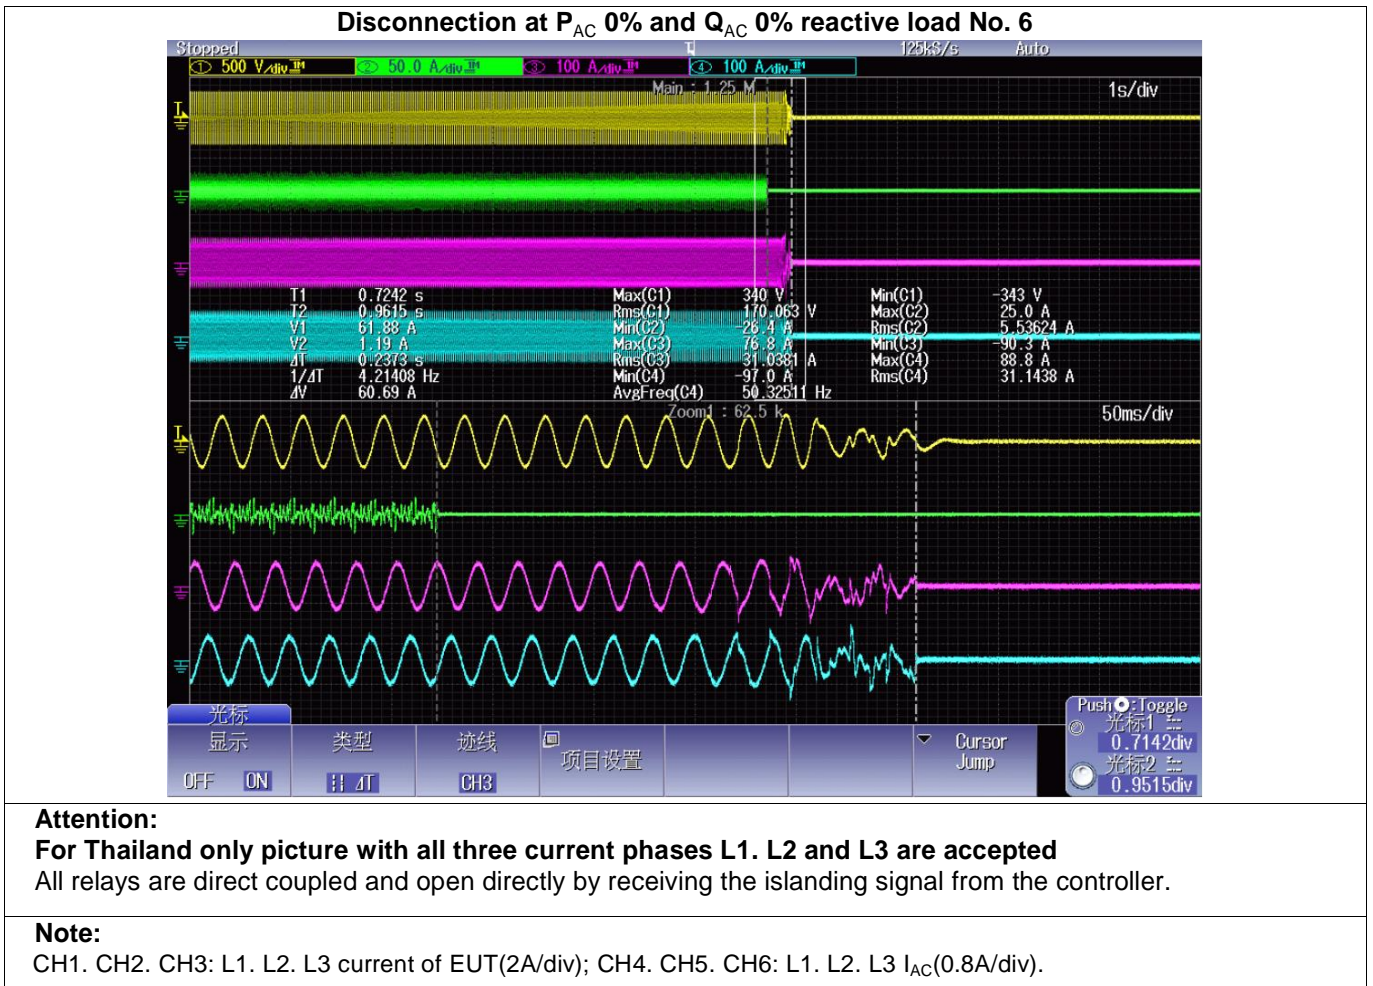 Disconnection at PAC 0% and QAC 0% reactive load No. 6
Stopped 125kS/s Auto
① 500 V/div ② 50.0 A/div ③ 100 A/div ④ 100 A/div
Main : 1.25 M 1s/div
T1 0.7242 s Max(C1) 340 V Min(C1) -343 V
T2 0.9615 s Rms(C1) 170.063 V Max(C2) 25.0 A
V1 61.88 A Min(C2) -26.4 A Rms(C2) 5.53624 A
V2 1.19 A Max(C3) 76.8 A Min(C3) -90.3 A
ΔT 0.2373 s Rms(C3) 31.0381 A Max(C4) 88.8 A
1/ΔT 4.21408 Hz Min(C4) -97.0 A Rms(C4) 31.1438 A
ΔV 60.69 A AvgFreq(C4) 50.32511 Hz
Zoom1 : 62.5 k 50ms/div
光标
显示 类型 迹线 项目设置 Cursor Jump
OFF ON ΔT CH3
Push :Toggle
光标1
0.7142div
光标2
0.9515div
Attention:
For Thailand only picture with all three current phases L1. L2 and L3 are accepted
All relays are direct coupled and open directly by receiving the islanding signal from the controller.
Note:
CH1. CH2. CH3: L1. L2. L3 current of EUT(2A/div); CH4. CH5. CH6: L1. L2. L3 IAC(0.8A/div).